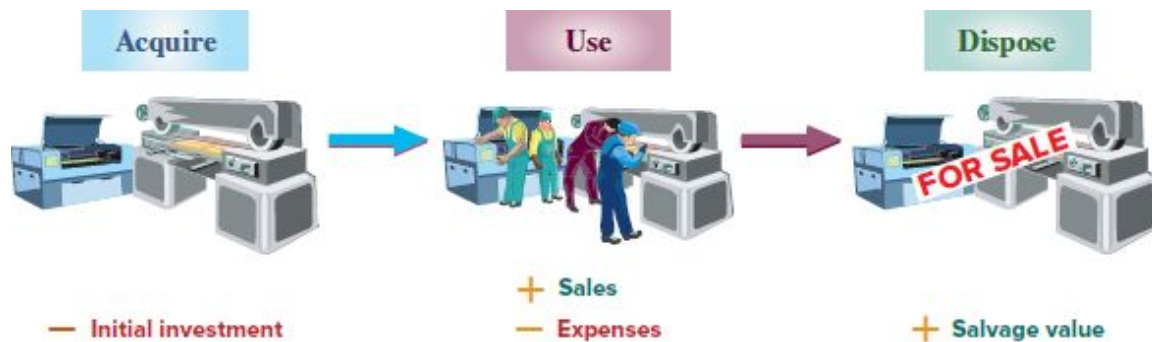 Acquire
Use
Dispose
FOR SALE
+ Sales
− Initial investment
− Expenses
+ Salvage value